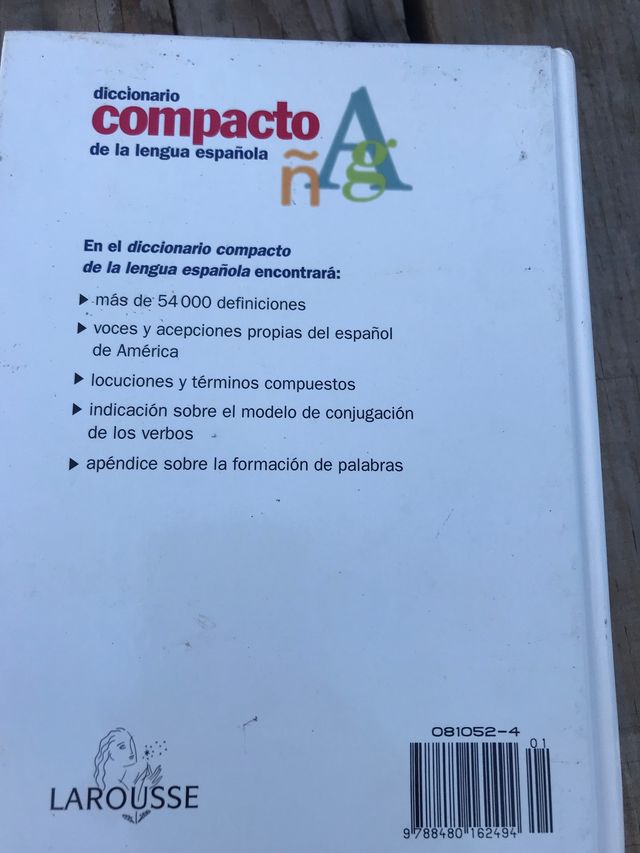 diccionario
compacto
de la lengua española
ñ A g
En el diccionario compacto
de la lengua española encontrará:
más de 54 000 definiciones
voces y acepciones propias del español
de América
locuciones y términos compuestos
indicación sobre el modelo de conjugación
de los verbos
apéndice sobre la formación de palabras
LAROUSSE
081052-4
01
9 788480 162494